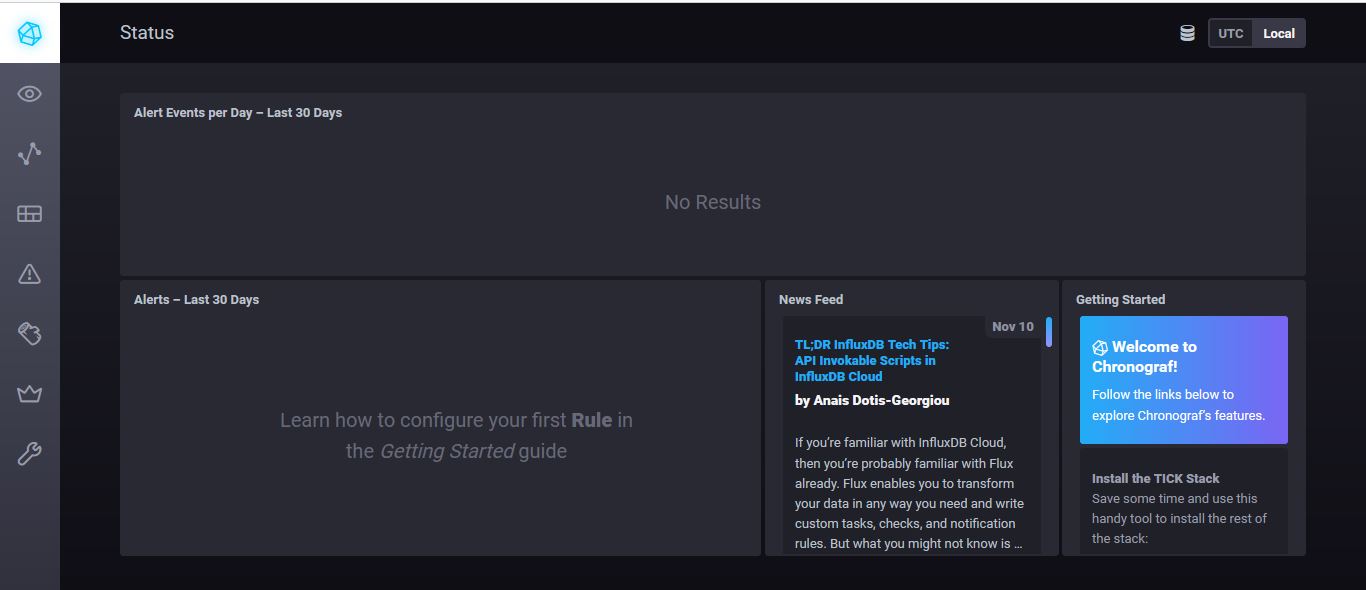 Status
UTC
Local
Alert Events per Day – Last 30 Days
No Results
Alerts – Last 30 Days
Learn how to configure your first Rule in
the Getting Started guide
News Feed
Nov 10
TL;DR InfluxDB Tech Tips:
API Invokable Scripts in
InfluxDB Cloud
by Anais Dotis-Georgiou
If you’re familiar with InfluxDB Cloud,
then you’re probably familiar with Flux
already. Flux enables you to transform
your data in any way you need and write
custom tasks, checks, and notification
rules. But what you might not know is ...
Getting Started
Welcome to
Chronograf!
Follow the links below to
explore Chronograf’s features.
Install the TICK Stack
Save some time and use this
handy tool to install the rest of
the stack: